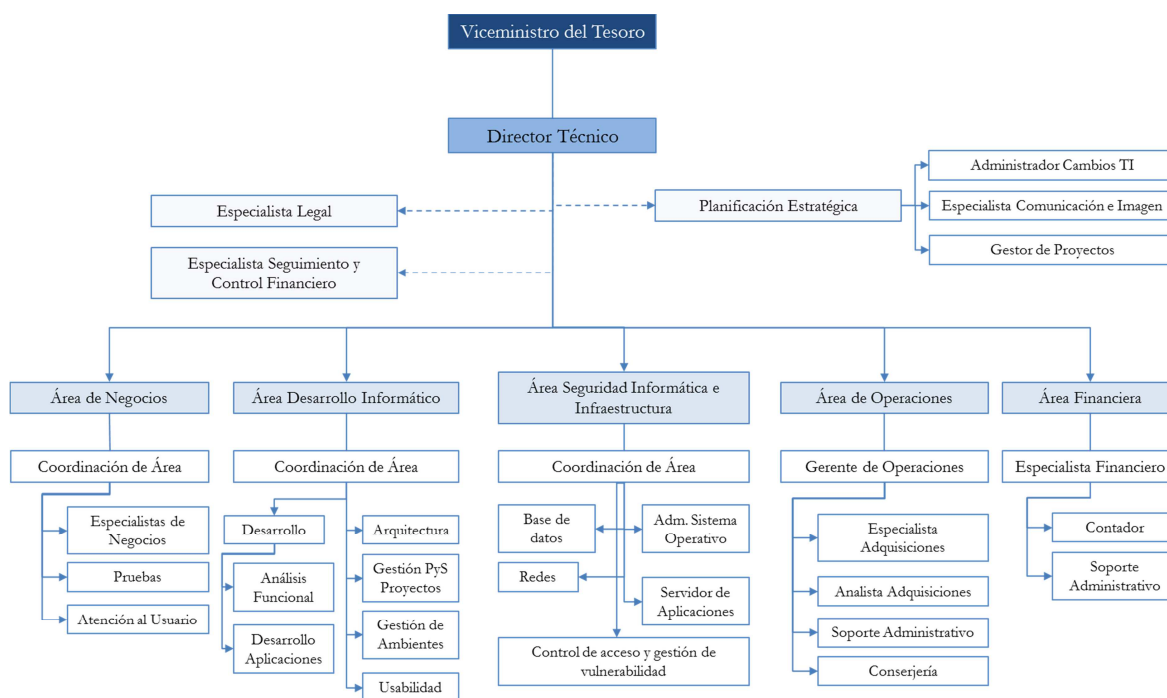 Viceministro del Tesoro
Director Técnico
Especialista Legal
Especialista Seguimiento y
Control Financiero
Planificación Estratégica
Administrador Cambios TI
Especialista Comunicación e Imagen
Gestor de Proyectos
Área de Negocios
Coordinación de Área
Especialistas de
Negocios
Pruebas
Atención al Usuario
Área Desarrollo Informático
Coordinación de Área
Desarrollo
Análisis
Funcional
Desarrollo
Aplicaciones
Arquitectura
Gestión PyS
Proyectos
Gestión de
Ambientes
Usabilidad
Área Seguridad Informática e
Infraestructura
Coordinación de Área
Base de
datos
Adm. Sistema
Operativo
Redes
Servidor de
Aplicaciones
Control de acceso y gestión de
vulnerabilidad
Área de Operaciones
Gerente de Operaciones
Especialista
Adquisiciones
Analista Adquisiciones
Soporte Administrativo
Conserjería
Área Financiera
Especialista Financiero
Contador
Soporte
Administrativo